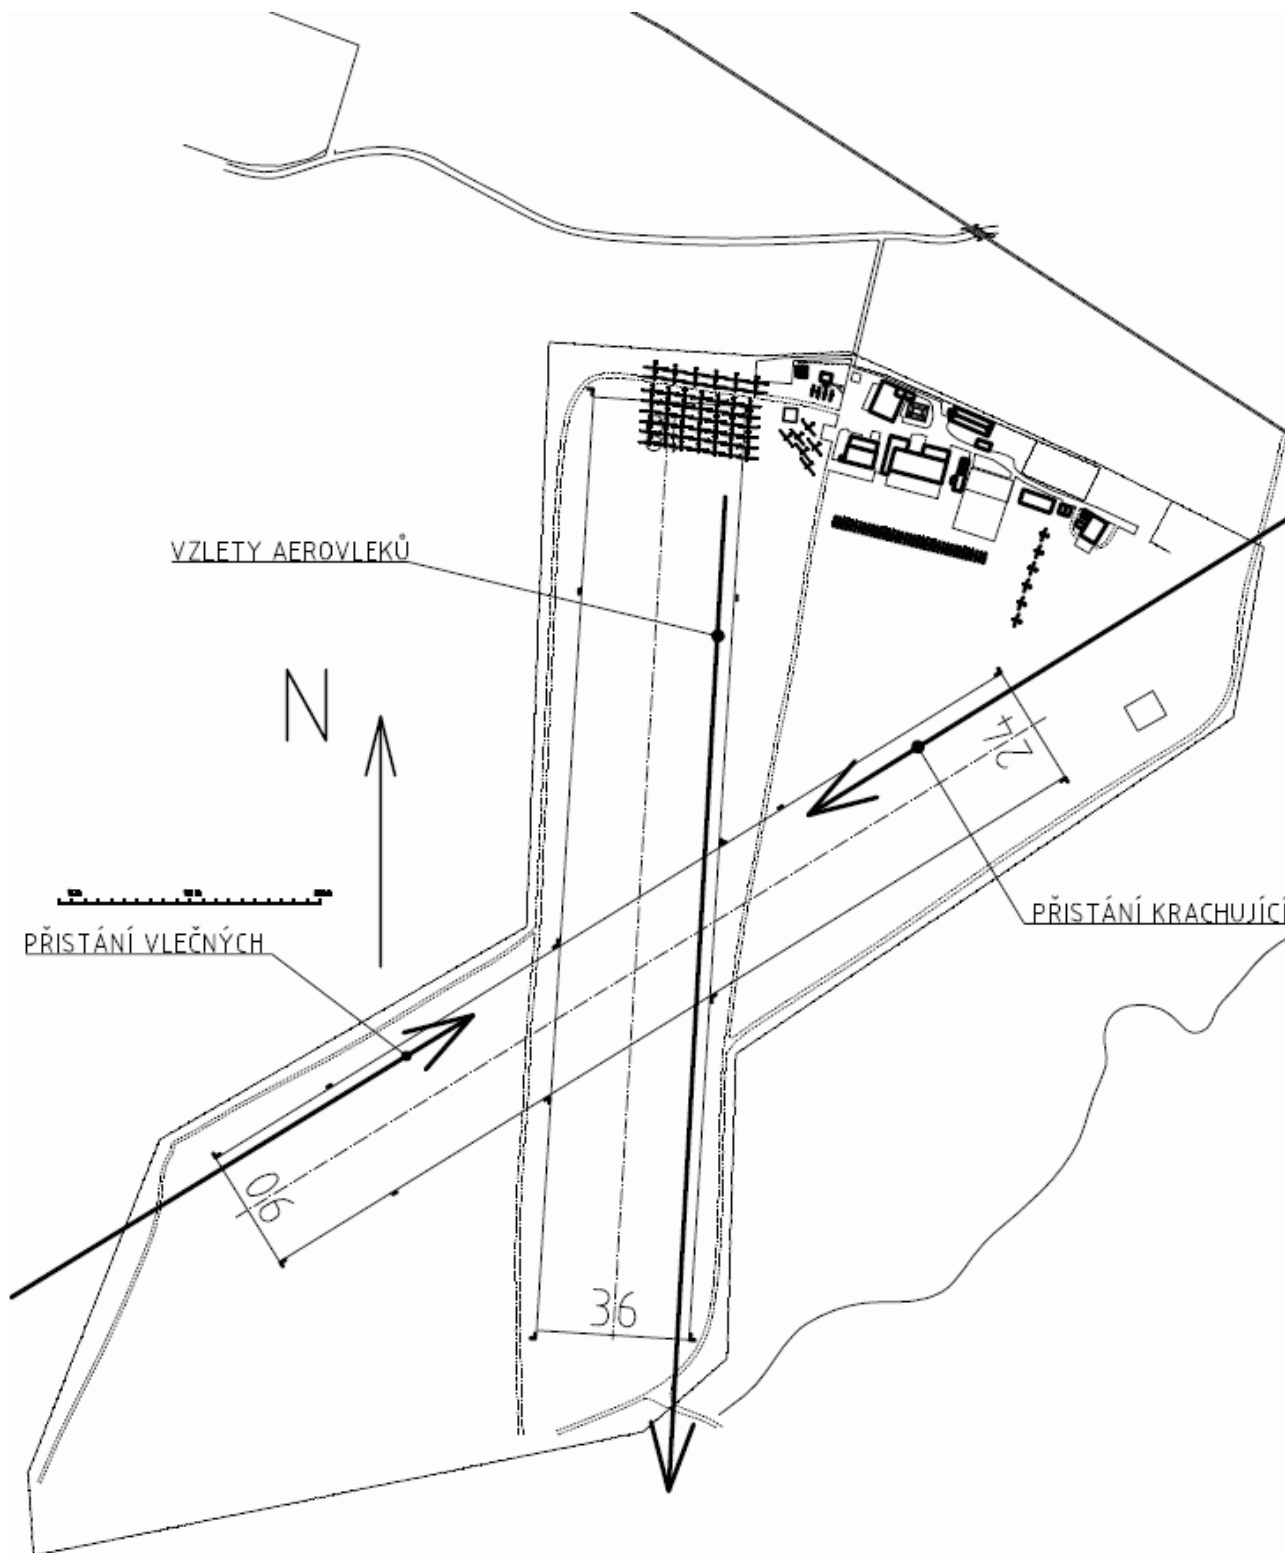 VZLETY AEROVLEKŮ
N
24
PŘISTÁNÍ KRACHUJÍCÍ
PŘISTÁNÍ VLEČNÝCH
06
36